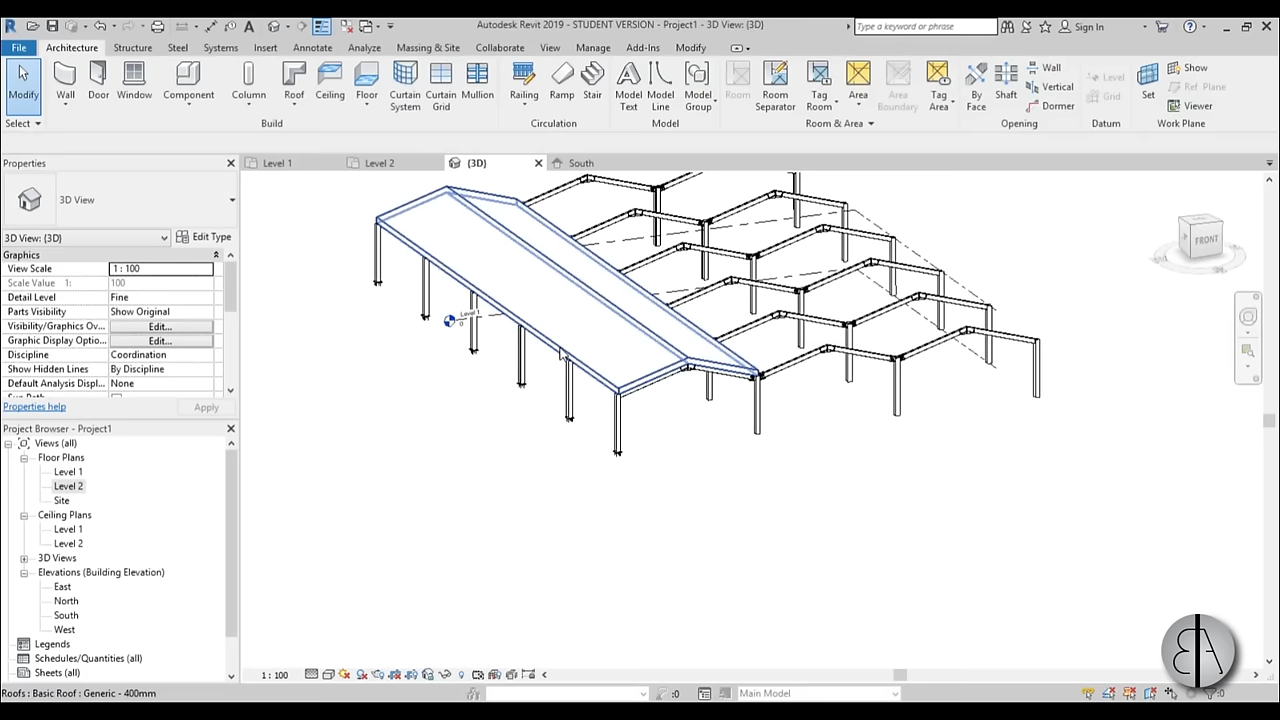 Autodesk Revit 2019 - STUDENT VERSION - Project1 - 3D View: {3D}
Type a keyword or phrase
Sign In
File Architecture Structure Steel Systems Insert Annotate Analyze Massing & Site Collaborate View Manage Add-Ins Modify
Modify Wall Door Window Component Column Roof Ceiling Floor Curtain System Curtain Grid Mullion Railing Ramp Stair Model Text Model Line Model Group Room Room Separator Tag Room Area Area Boundary Tag Area By Face Shaft Wall Vertical Dormer Level Grid Set Show Ref Plane Viewer
Select Build Circulation Model Room & Area Opening Datum Work Plane
Properties
Level 1 Level 2 {3D} South
3D View
3D View: {3D} Edit Type
Graphics
View Scale 1 : 100
Scale Value 1: 100
Detail Level Fine
Parts Visibility Show Original
Visibility/Graphics Ov... Edit...
Graphic Display Optio... Edit...
Discipline Coordination
Show Hidden Lines By Discipline
Default Analysis Displ... None
Properties help Apply
Project Browser - Project1
Views (all)
Floor Plans
Level 1
Level 2
Site
Ceiling Plans
Level 1
Level 2
3D Views
Elevations (Building Elevation)
East
North
South
West
Legends
Schedules/Quantities (all)
Sheets (all)
Level 1
0
FRONT
1 : 100
Roofs : Basic Roof : Generic - 400mm
:0
Main Model
:0